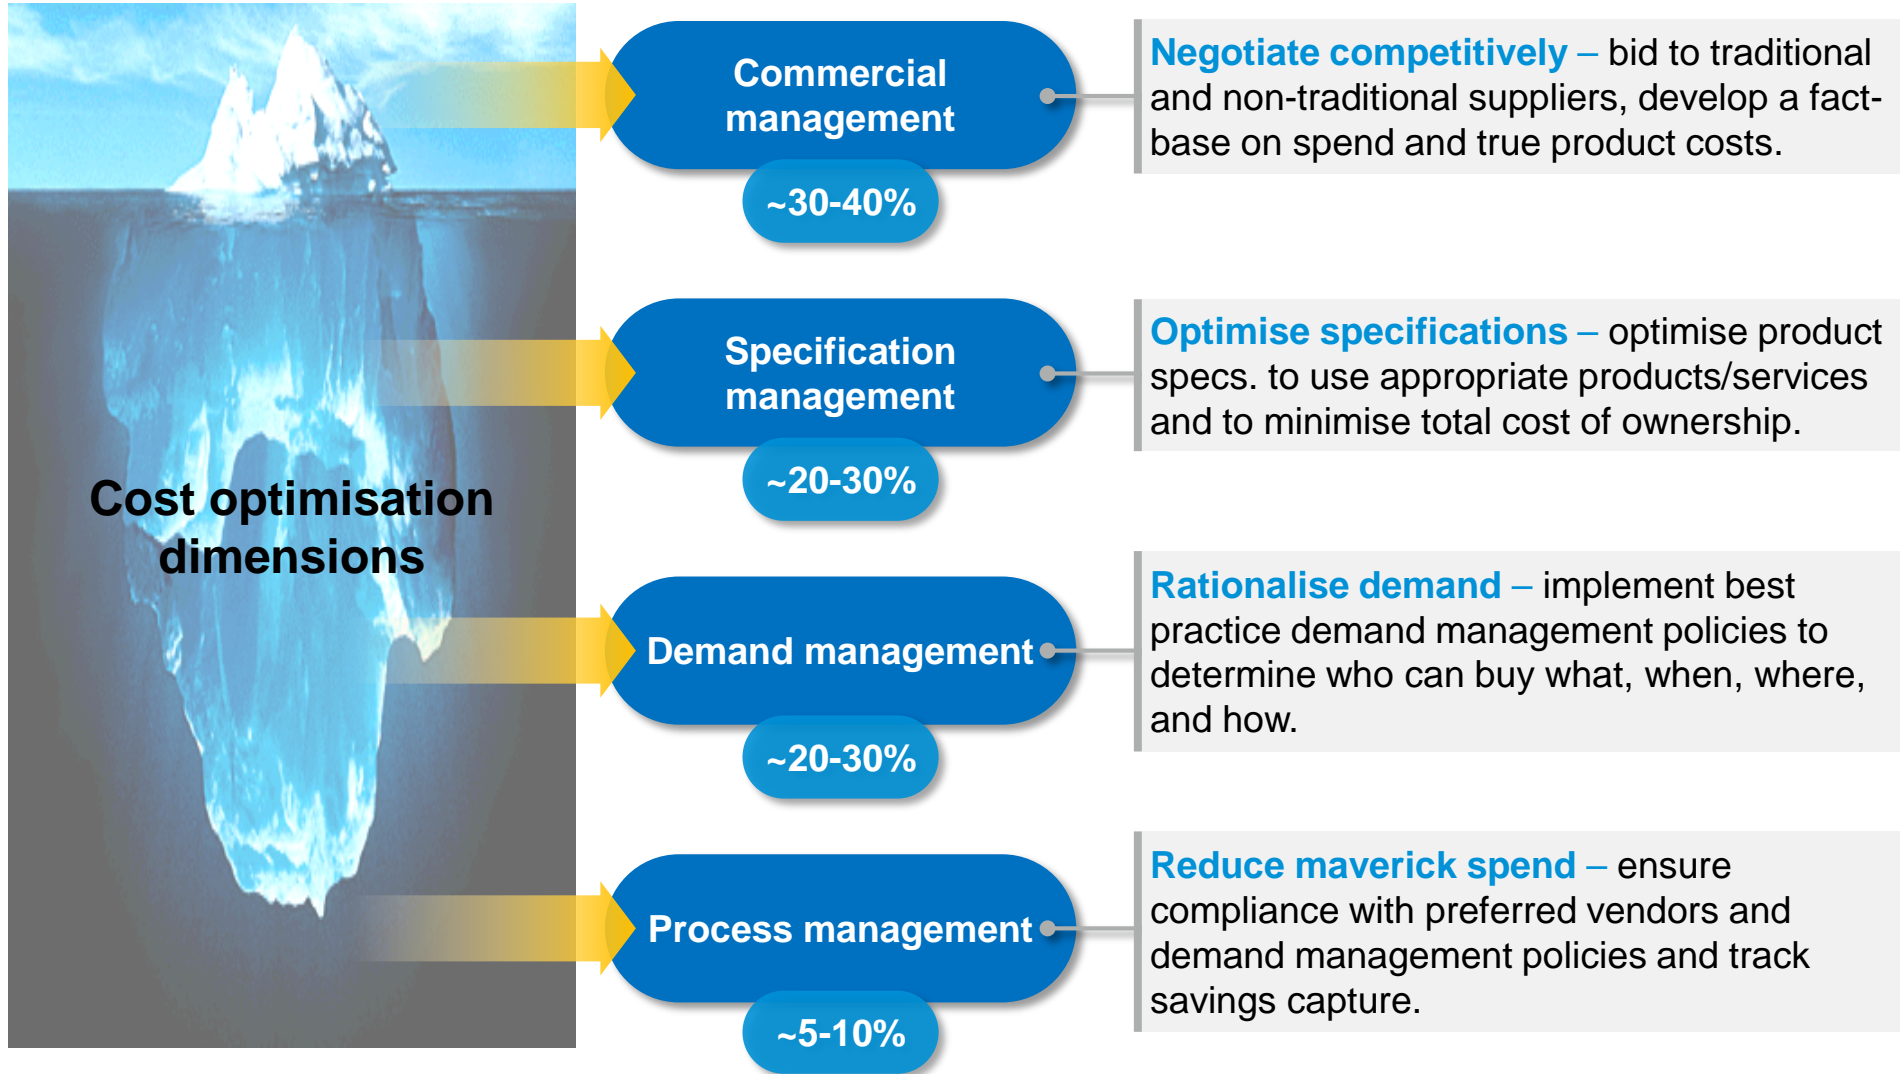 Cost optimisation
dimensions
Commercial
management
~30-40%
Negotiate competitively – bid to traditional
and non-traditional suppliers, develop a fact-
base on spend and true product costs.
Specification
management
~20-30%
Optimise specifications – optimise product
specs. to use appropriate products/services
and to minimise total cost of ownership.
Demand management
~20-30%
Rationalise demand – implement best
practice demand management policies to
determine who can buy what, when, where,
and how.
Process management
~5-10%
Reduce maverick spend – ensure
compliance with preferred vendors and
demand management policies and track
savings capture.